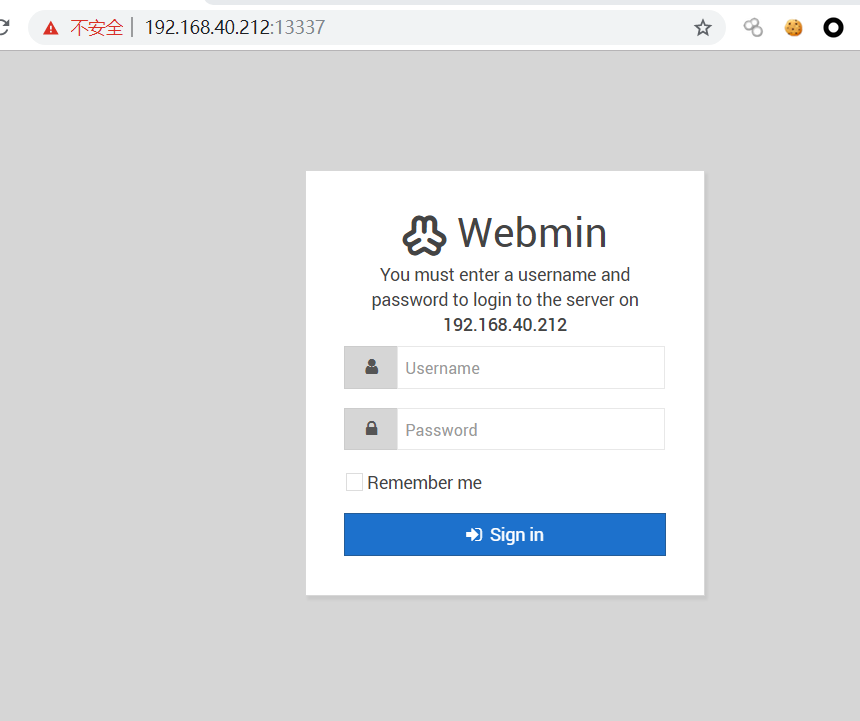 不安全 192.168.40.212:13337
Webmin
You must enter a username and
password to login to the server on
192.168.40.212
Username
Password
Remember me
Sign in